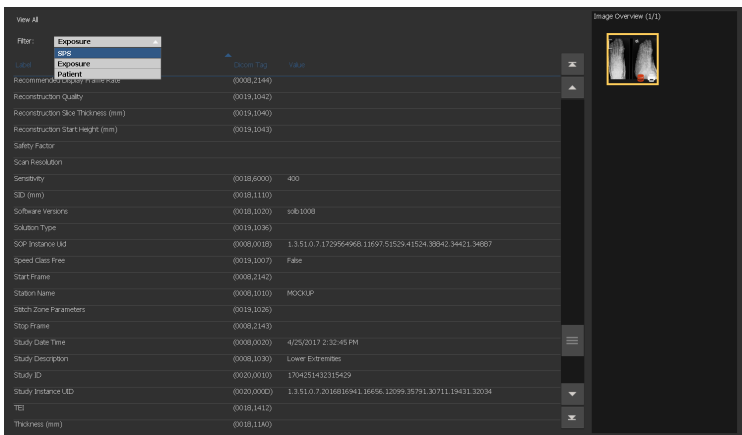 View All
Image Overview (1/1)
Filter: Exposure
SPS
Exposure
Patient
Label Dicom Tag Value
Recommended Display Frame Rate (0008,2144)
Reconstruction Quality (0019,1042)
Reconstruction Slice Thickness (mm) (0019,1040)
Reconstruction Start Height (mm) (0019,1043)
Safety Factor
Scan Resolution
Sensitivity (0018,6000) 400
SID (mm) (0018,1110)
Software Versions (0018,1020) solb1008
Solution Type (0019,1036)
SOP Instance Uid (0008,0018) 1.3.51.0.7.1729564968.11697.51529.41524.38842.34421.34887
Speed Class Free (0019,1007) False
Start Frame (0008,2142)
Station Name (0008,1010) MOCKUP
Stitch Zone Parameters (0019,1026)
Stop Frame (0008,2143)
Study Date Time (0008,0020) 4/25/2017 2:32:45 PM
Study Description (0008,1030) Lower Extremities
Study ID (0020,0010) 1704251432315429
Study Instance UID (0020,000D) 1.3.51.0.7.2016816941.16656.12099.35791.30711.19431.32034
TEI (0018,1412)
Thickness (mm) (0018,11A0)